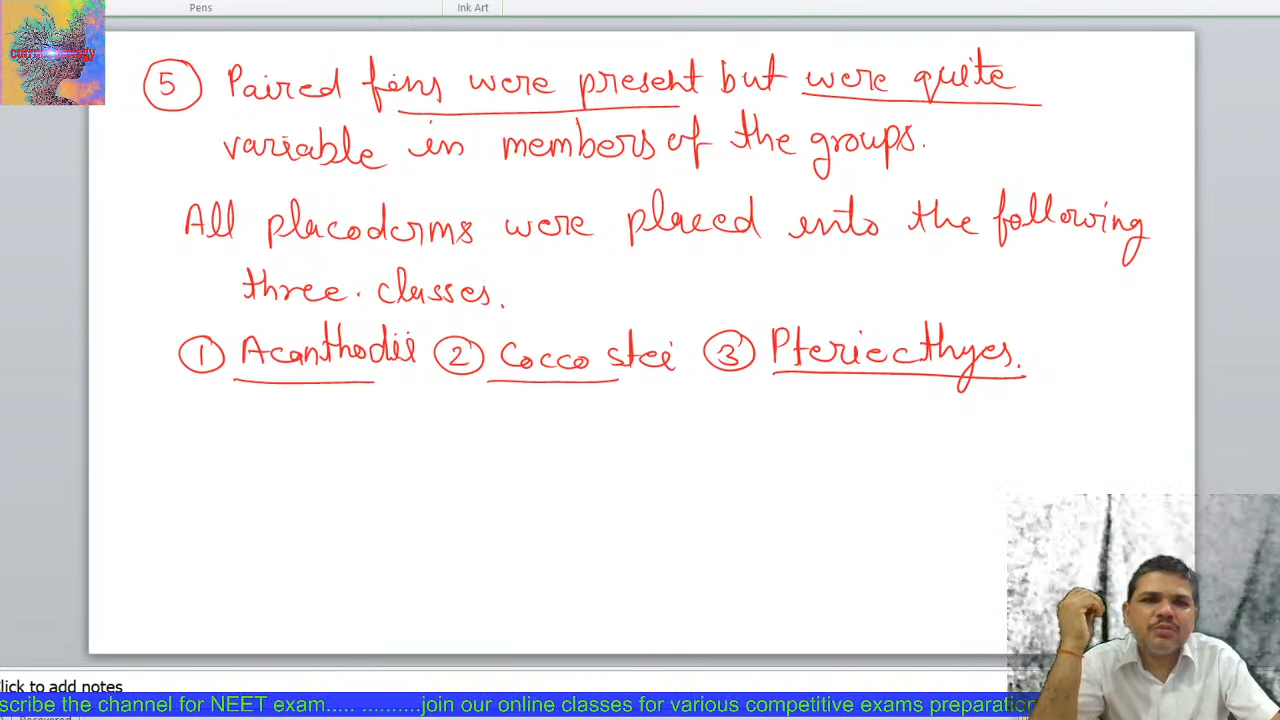 Pens
Ink Art
5 Paired fins were present but were quite
variable in members of the groups.
All placoderms were placed into the following
three classes.
1 Acanthodii 2 Coccostei 3 Pteriecthyes.
lick to add notes
scribe the channel for NEET exam..... ..........join our online classes for various competitive exams preparation